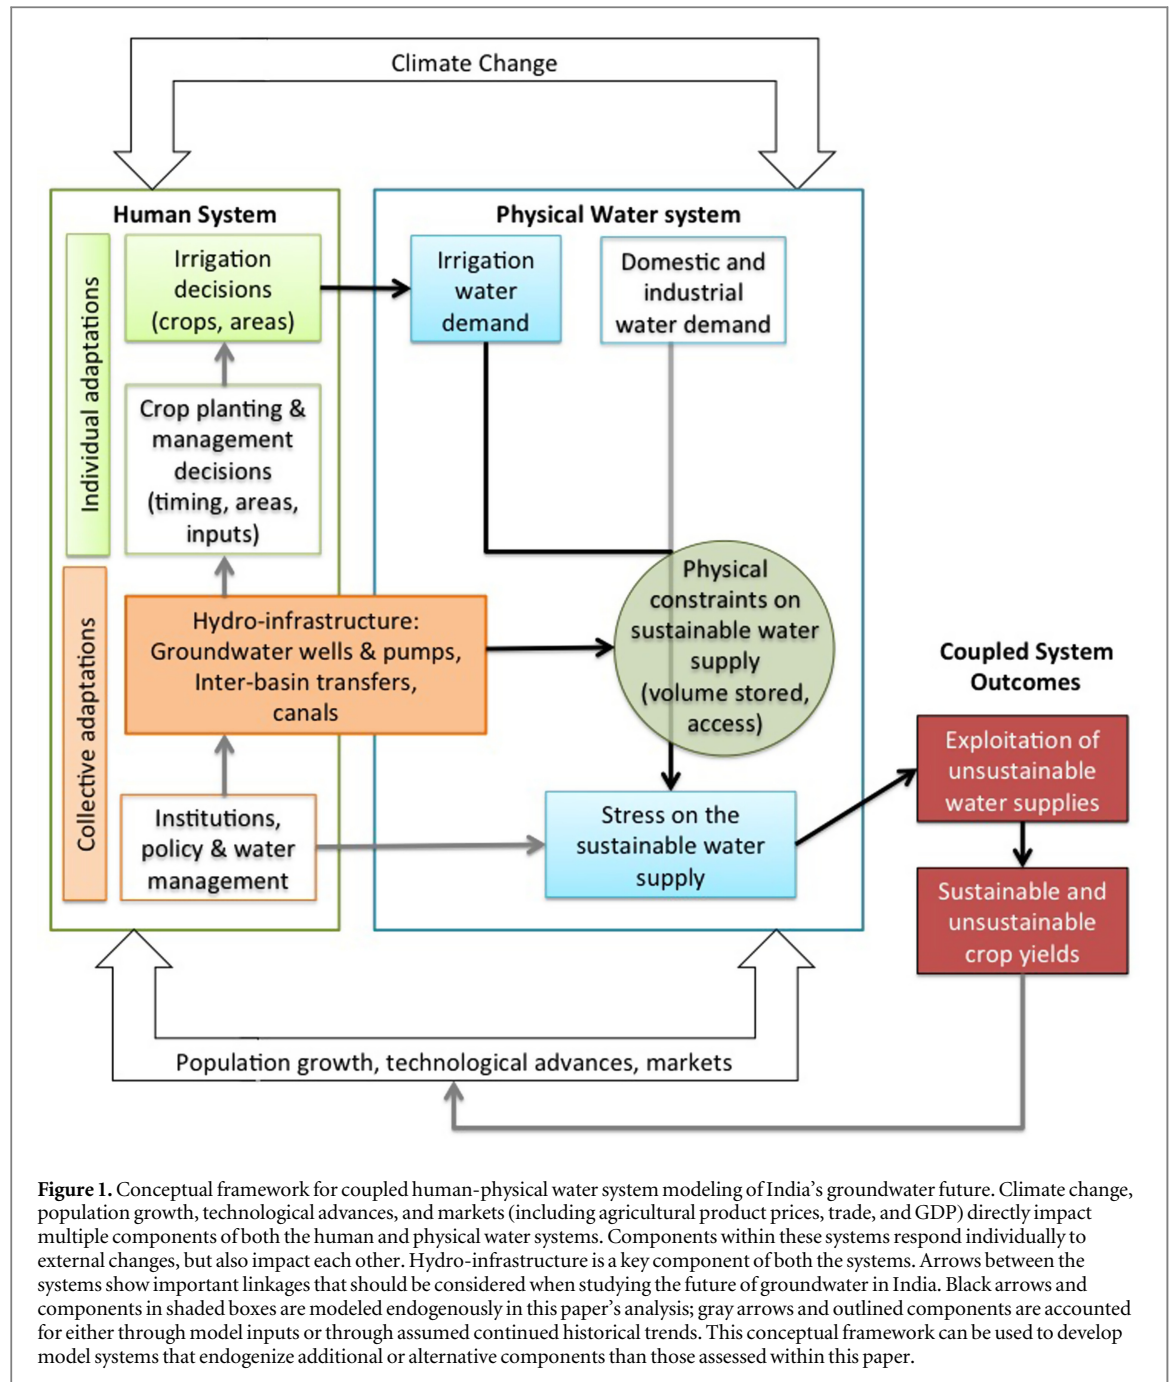 Climate Change
Human System
Physical Water system
Individual adaptations
Irrigation
decisions
(crops, areas)
Irrigation
water
demand
Domestic and
industrial
water demand
Crop planting &
management
decisions
(timing, areas,
inputs)
Collective adaptations
Hydro-infrastructure:
Groundwater wells & pumps,
Inter-basin transfers,
canals
Physical
constraints on
sustainable water
supply
(volume stored,
access)
Institutions,
policy & water
management
Stress on the
sustainable water
supply
Coupled System
Outcomes
Exploitation of
unsustainable
water supplies
Sustainable and
unsustainable
crop yields
Population growth, technological advances, markets
Figure 1. Conceptual framework for coupled human-physical water system modeling of India's groundwater future. Climate change,
population growth, technological advances, and markets (including agricultural product prices, trade, and GDP) directly impact
multiple components of both the human and physical water systems. Components within these systems respond individually to
external changes, but also impact each other. Hydro-infrastructure is a key component of both the systems. Arrows between the
systems show important linkages that should be considered when studying the future of groundwater in India. Black arrows and
components in shaded boxes are modeled endogenously in this paper's analysis; gray arrows and outlined components are accounted
for either through model inputs or through assumed continued historical trends. This conceptual framework can be used to develop
model systems that endogenize additional or alternative components than those assessed within this paper.